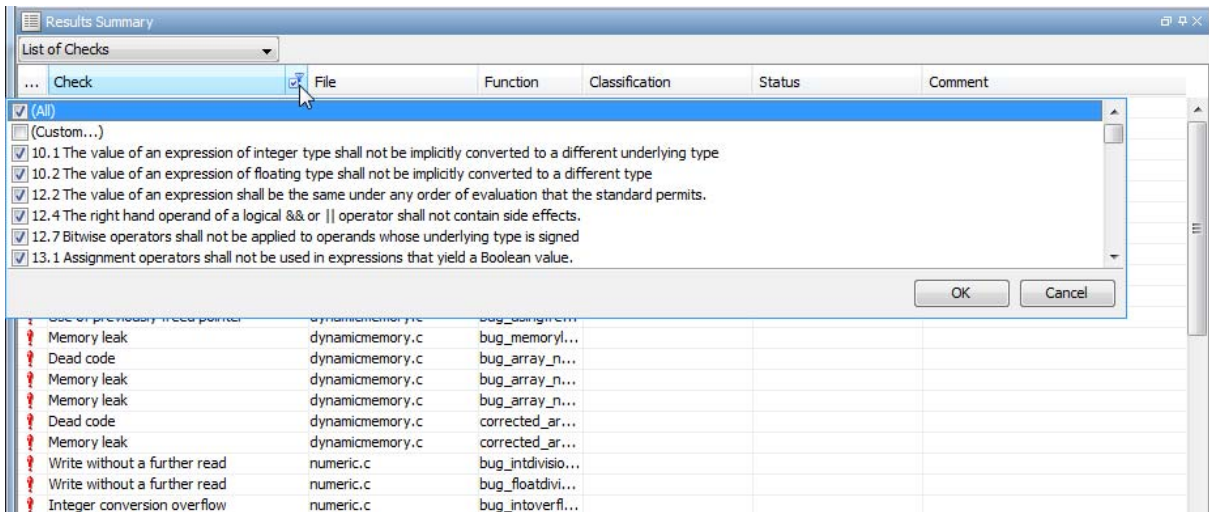 Results Summary
List of Checks
... Check File Function Classification Status Comment
(All)
(Custom...)
10.1 The value of an expression of integer type shall not be implicitly converted to a different underlying type
10.2 The value of an expression of floating type shall not be implicitly converted to a different type
12.2 The value of an expression shall be the same under any order of evaluation that the standard permits.
12.4 The right hand operand of a logical && or || operator shall not contain side effects.
12.7 Bitwise operators shall not be applied to operands whose underlying type is signed
13.1 Assignment operators shall not be used in expressions that yield a Boolean value.
OK Cancel
Use of previously freed pointer dynamicmemory.c bug_usingfre...
Memory leak dynamicmemory.c bug_memoryl...
Dead code dynamicmemory.c bug_array_n...
Memory leak dynamicmemory.c bug_array_n...
Memory leak dynamicmemory.c bug_array_n...
Dead code dynamicmemory.c corrected_ar...
Memory leak dynamicmemory.c corrected_ar...
Write without a further read numeric.c bug_intdivisio...
Write without a further read numeric.c bug_floatdivi...
Integer conversion overflow numeric.c bug_intoverfl...